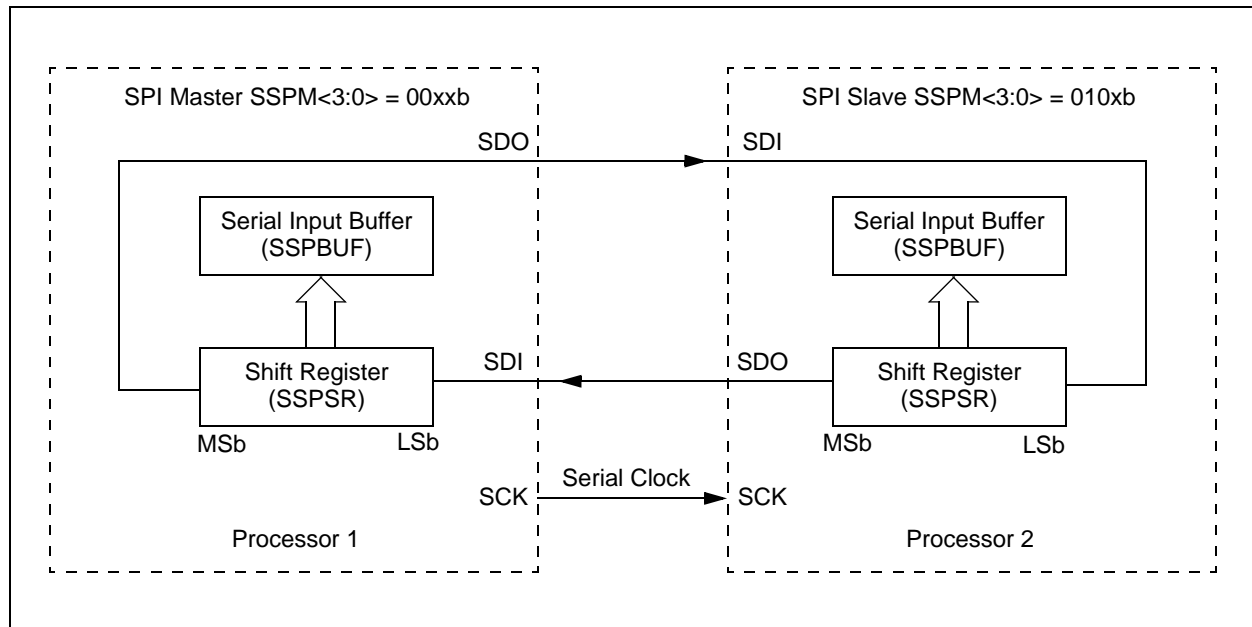 SPI Master SSPM<3:0> = 00xxb
SDO
Serial Input Buffer
(SSPBUF)
Shift Register
(SSPSR)
MSb
LSb
SDI
SCK
Processor 1
Serial Clock
SPI Slave SSPM<3:0> = 010xb
SDI
Serial Input Buffer
(SSPBUF)
SDO
Shift Register
(SSPSR)
MSb
LSb
SCK
Processor 2